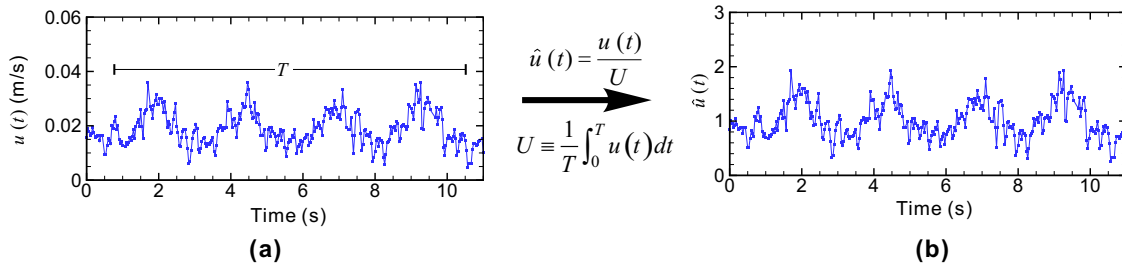 0.06
0.04
0.02
0
u (t) (m/s)
T
0 2 4 6 8 10
Time (s)
(a)
û (t) = u (t) / U
U ≡ 1/T ∫₀ᵀ u(t)dt
3
2
1
0
û (t)
0 2 4 6 8 10
Time (s)
(b)